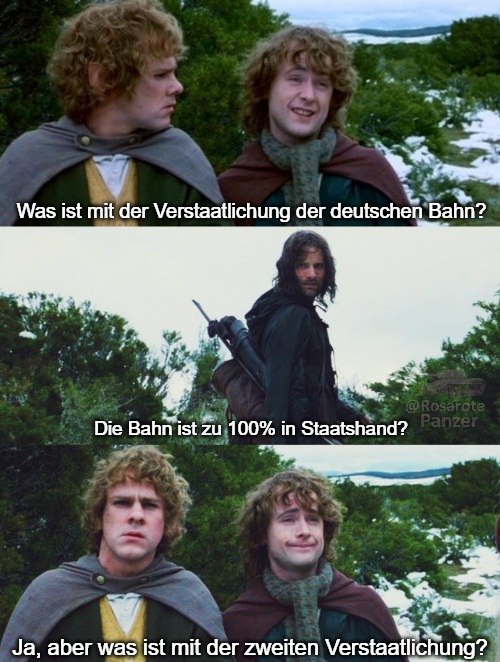 Was ist mit der Verstaatlichung der deutschen Bahn?
@Rosarote
Panzer
Die Bahn ist zu 100% in Staatshand?
Ja, aber was ist mit der zweiten Verstaatlichung?